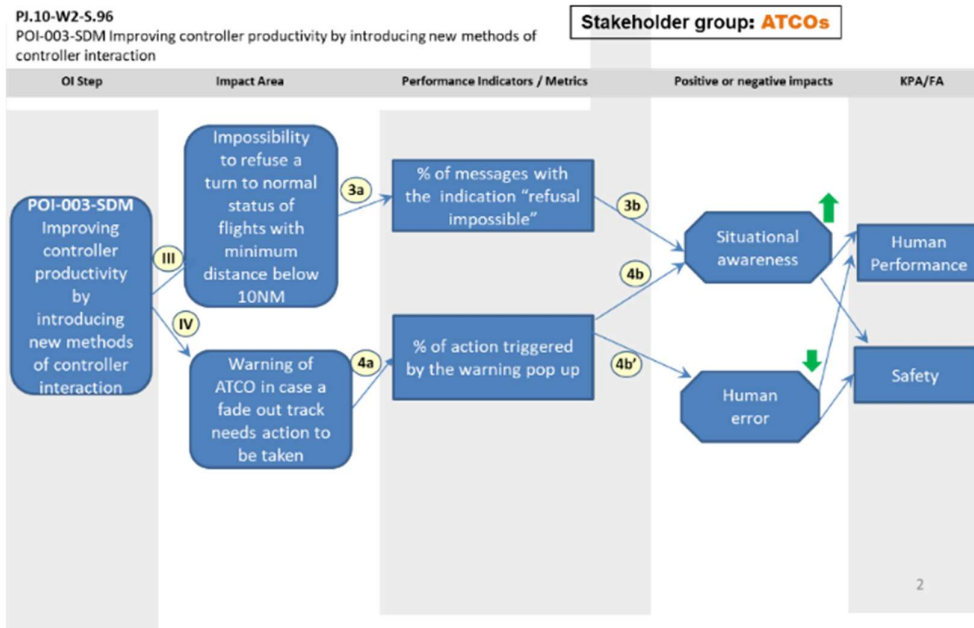 PJ.10-W2-S.96
POI-003-SDM Improving controller productivity by introducing new methods of
controller interaction
Stakeholder group: ATCOs
OI Step
Impact Area
Performance Indicators / Metrics
Positive or negative impacts
KPA/FA
POI-003-SDM
Improving
controller
productivity
by
introducing
new methods
of controller
interaction
III
IV
Impossibility
to refuse a
turn to normal
status of
flights with
minimum
distance below
10NM
Warning of
ATCO in case a
fade out track
needs action to
be taken
3a
4a
% of messages with
the indication “refusal
impossible”
% of action triggered
by the warning pop up
3b
4b
4b'
Situational
awareness
Human
error
Human
Performance
Safety
2